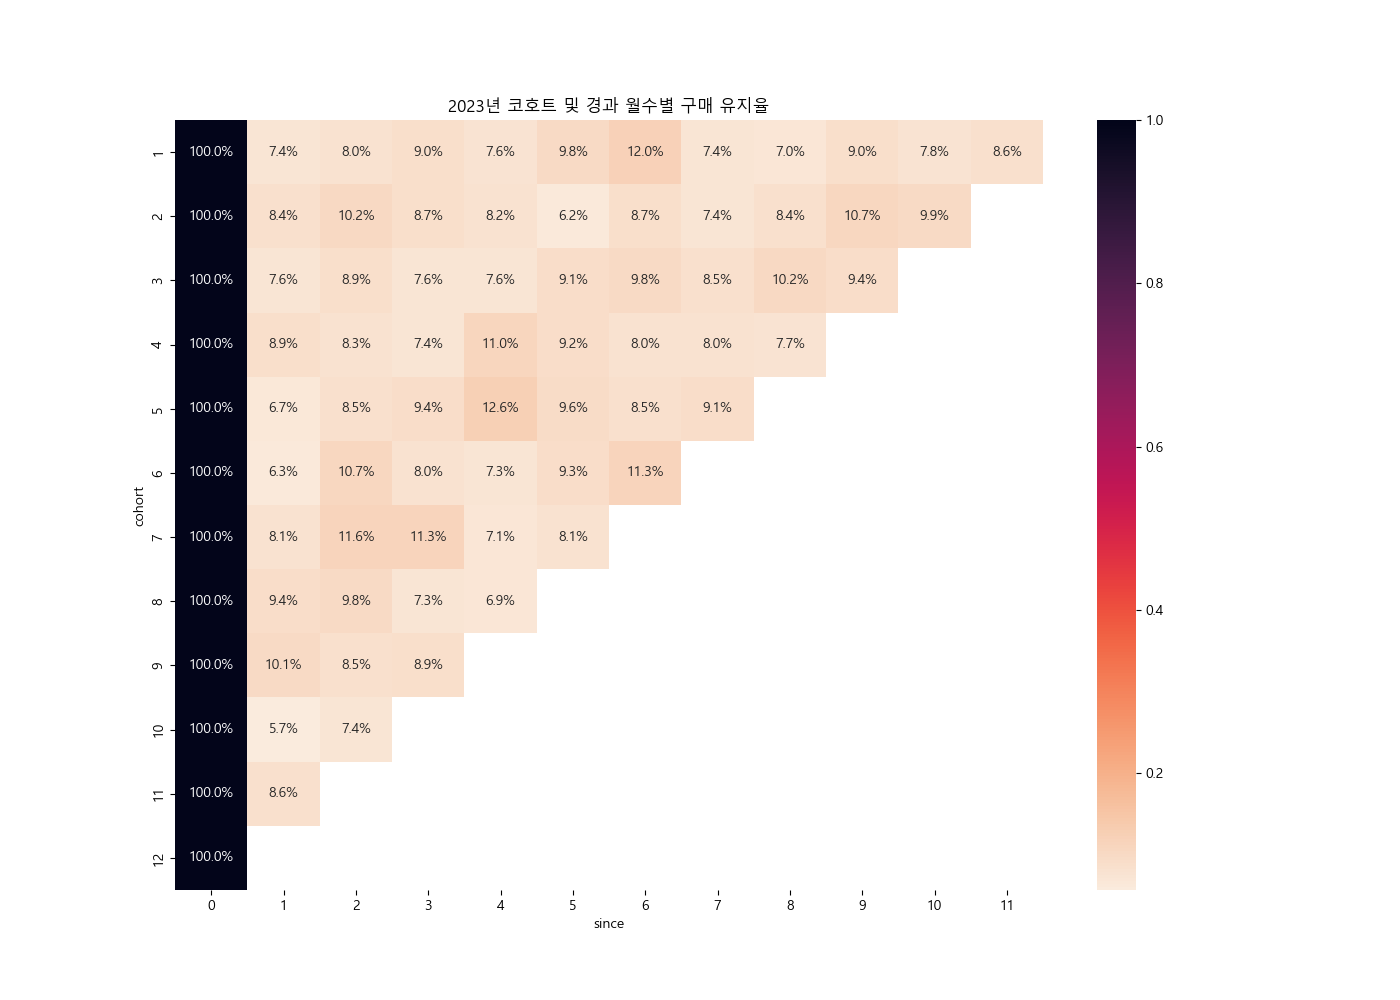 2023년 코호트 및 경과 월수별 구매 유지율
1 100.0% 7.4% 8.0% 9.0% 7.6% 9.8% 12.0% 7.4% 7.0% 9.0% 7.8% 8.6%
2 100.0% 8.4% 10.2% 8.7% 8.2% 6.2% 8.7% 7.4% 8.4% 10.7% 9.9%
3 100.0% 7.6% 8.9% 7.6% 7.6% 9.1% 9.8% 8.5% 10.2% 9.4%
4 100.0% 8.9% 8.3% 7.4% 11.0% 9.2% 8.0% 8.0% 7.7%
5 100.0% 6.7% 8.5% 9.4% 12.6% 9.6% 8.5% 9.1%
6 100.0% 6.3% 10.7% 8.0% 7.3% 9.3% 11.3%
7 100.0% 8.1% 11.6% 11.3% 7.1% 8.1%
8 100.0% 9.4% 9.8% 7.3% 6.9%
9 100.0% 10.1% 8.5% 8.9%
10 100.0% 5.7% 7.4%
11 100.0% 8.6%
12 100.0%
0 1 2 3 4 5 6 7 8 9 10 11
since
cohort
1.0
0.8
0.6
0.4
0.2